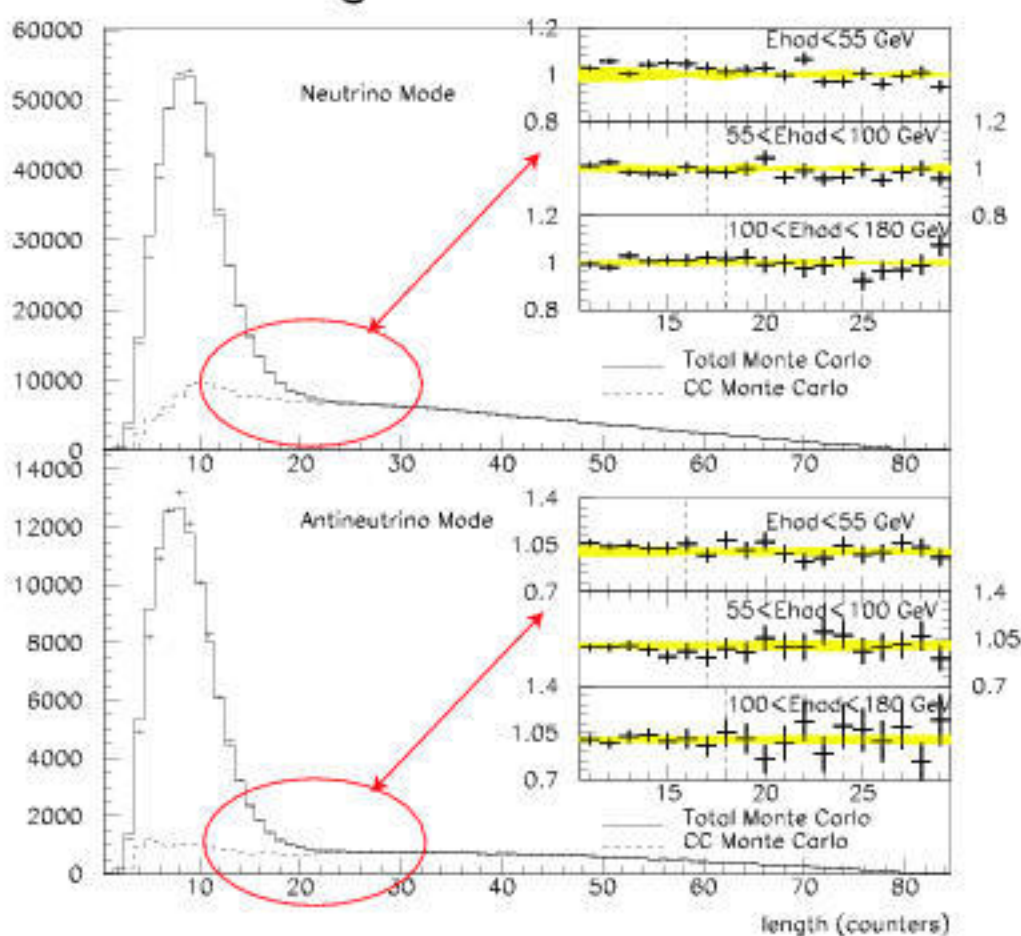 60000
50000
40000
30000
20000
10000
0
Neutrino Mode
1.2
1
0.8
Ehad<55 GeV
55<Ehad<100 GeV
1.2
1
0.8
1.2
1
0.8
100<Ehad<180 GeV
15 20 25
Total Monte Carlo
CC Monte Carlo
10 20 30 40 50 60 70 80
14000
12000
10000
8000
6000
4000
2000
0
Antineutrino Mode
1.4
1.05
0.7
Ehad<55 GeV
55<Ehad<100 GeV
1.4
1.05
0.7
1.4
1.05
0.7
100<Ehad<180 GeV
15 20 25
Total Monte Carlo
CC Monte Carlo
10 20 30 40 50 60 70 80
length (counters)